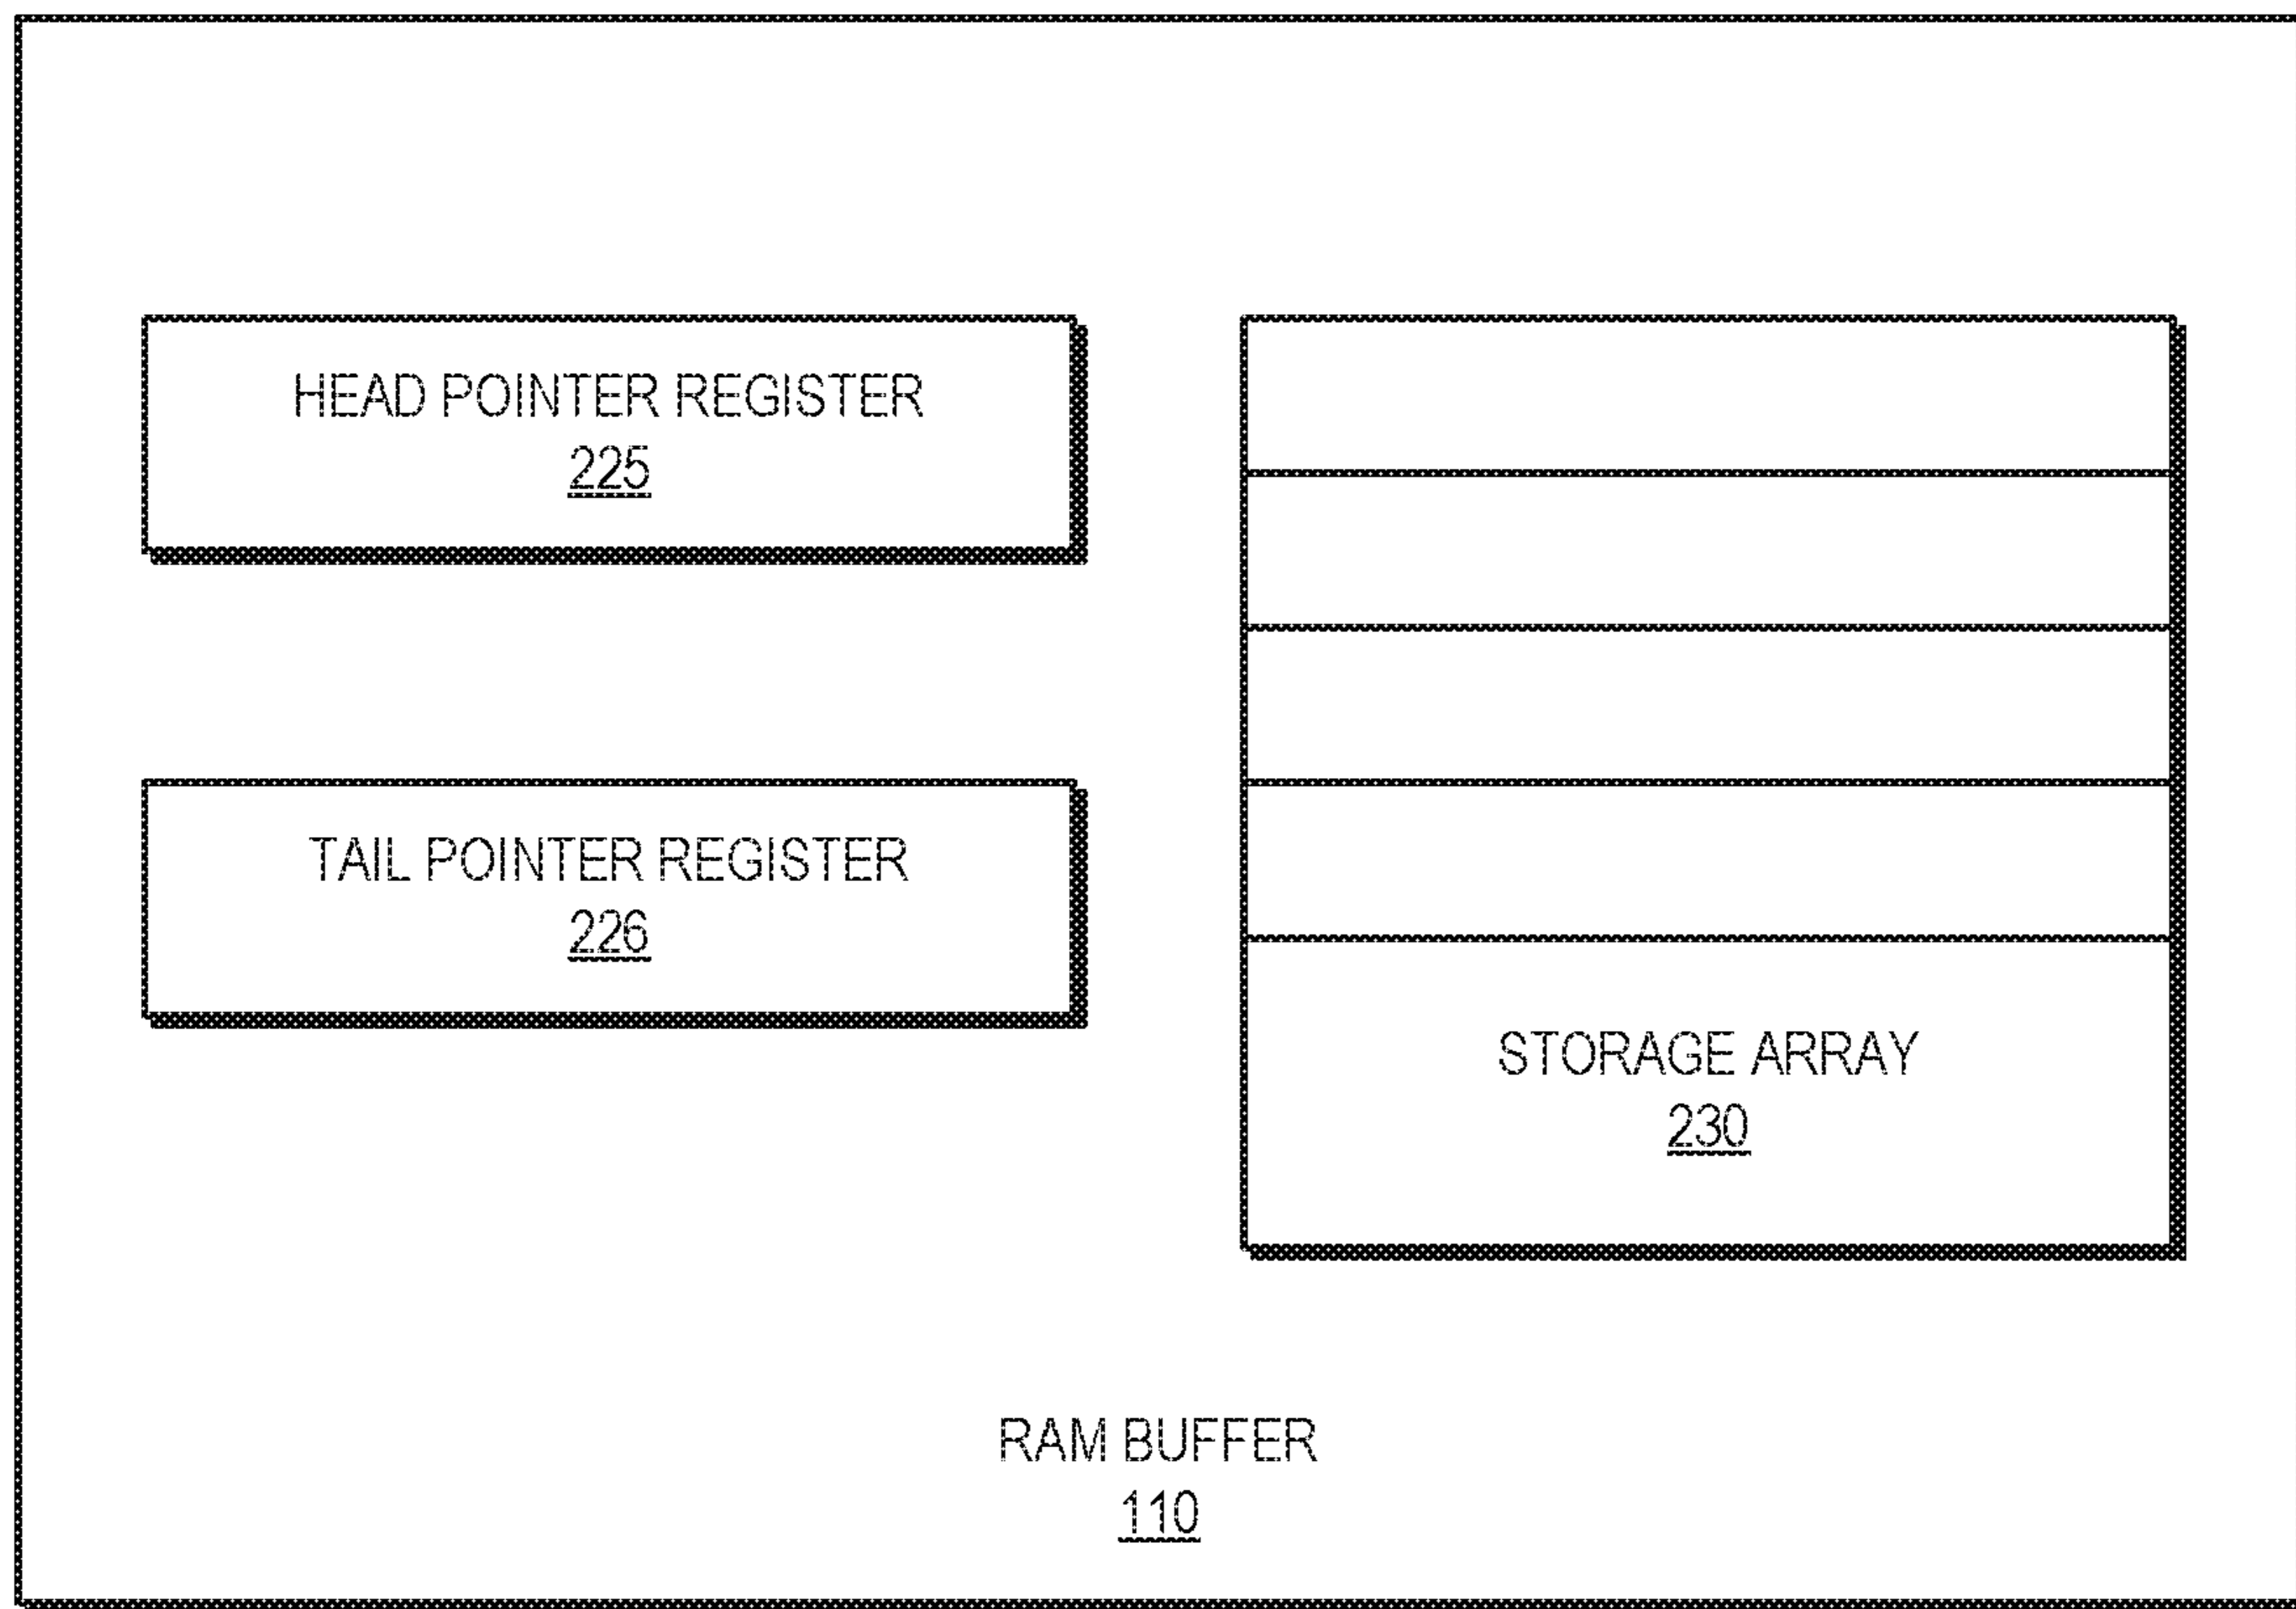 HEAD POINTER REGISTER
225
TAIL POINTER REGISTER
226
STORAGE ARRAY
230
RAM BUFFER
110